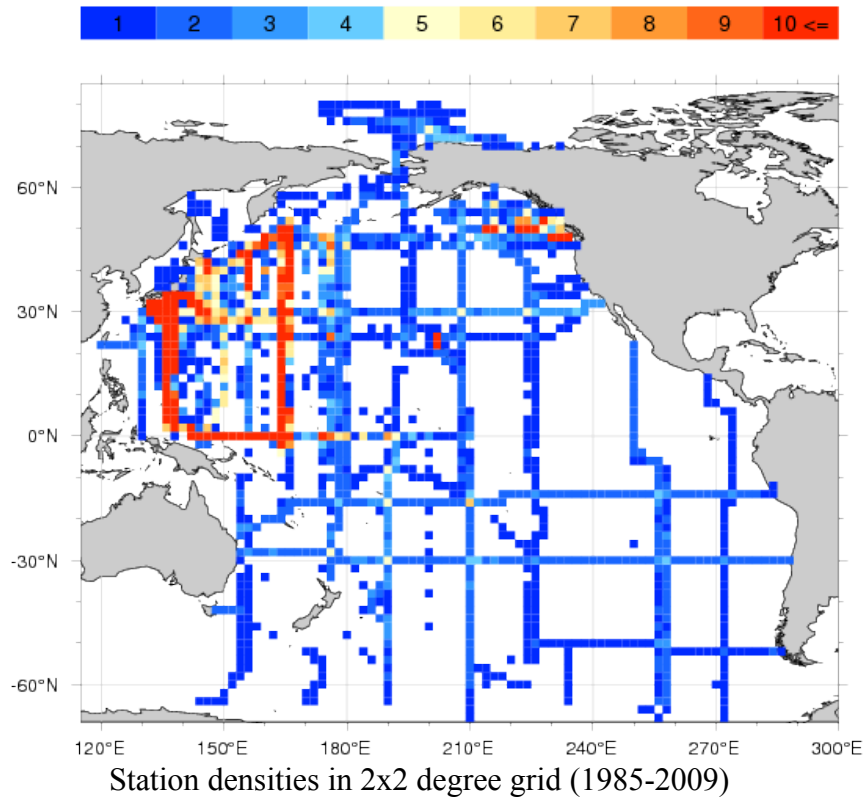 1 2 3 4 5 6 7 8 9 10 <=
60°N
30°N
0°N
-30°N
-60°N
120°E 150°E 180°E 210°E 240°E 270°E 300°E
Station densities in 2x2 degree grid (1985-2009)